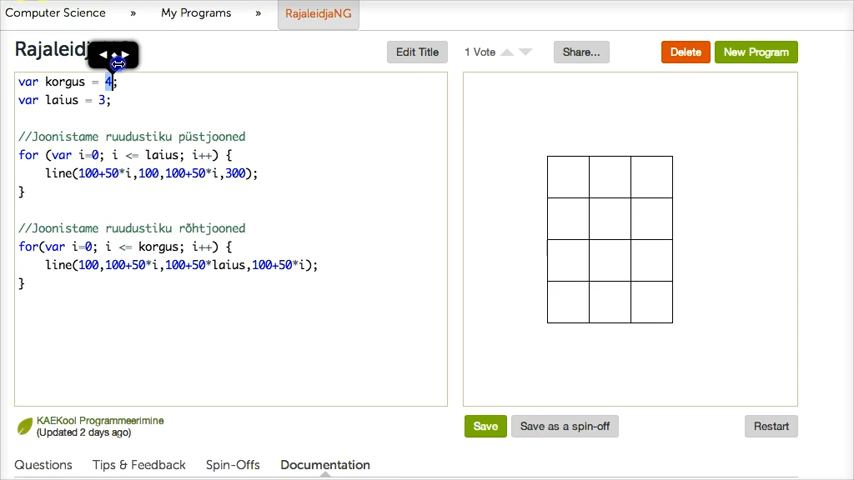 Computer Science » My Programs » RajaleidjaNG
Rajaleidj
Edit Title
1 Vote
Share...
Delete
New Program
var korgus = 4;
var laius = 3;
//Joonistame ruudustiku püstjooned
for (var i=0; i <= laius; i++) {
line(100+50*i,100,100+50*i,300);
}
//Joonistame ruudustiku rõhtjooned
for(var i=0; i <= korgus; i++) {
line(100,100+50*i,100+50*laius,100+50*i);
}
KAEKool Programmeerimine
(Updated 2 days ago)
Save
Save as a spin-off
Restart
Questions Tips & Feedback Spin-Offs Documentation